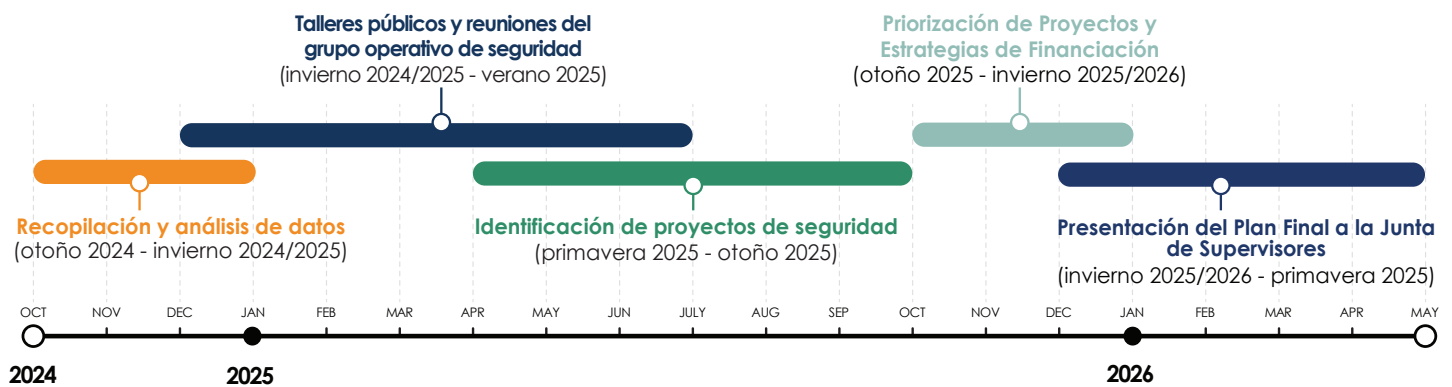 Talleres públicos y reuniones del
grupo operativo de seguridad
(invierno 2024/2025 - verano 2025)
Priorización de Proyectos y
Estrategias de Financiación
(otoño 2025 - invierno 2025/2026)
Recopilación y análisis de datos
(otoño 2024 - invierno 2024/2025)
Identificación de proyectos de seguridad
(primavera 2025 - otoño 2025)
Presentación del Plan Final a la Junta
de Supervisores
(invierno 2025/2026 - primavera 2025)
OCT NOV DEC JAN FEB MAR APR MAY JUN JULY AUG SEP OCT NOV DEC JAN FEB MAR APR MAY
2024 2025 2026